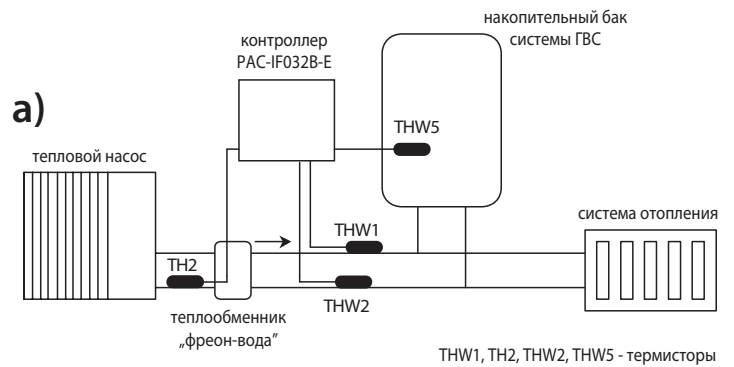 накопительный бак
системы ГВС
контроллер
PAC-IF032B-E
а)
THW5
тепловой насос
система отопления
THW1
TH2
THW2
теплообменник
„фреон-вода”
THW1, TH2, THW2, THW5 - термисторы